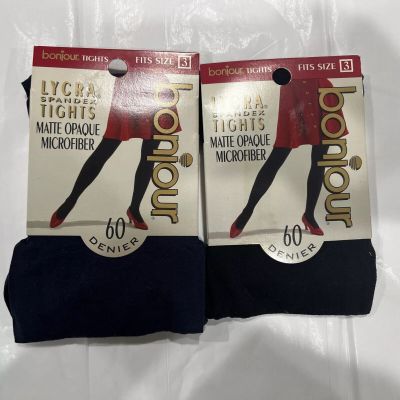 bonjour TIGHTS FITS SIZE 3
LYCRA®
SPANDEX
TIGHTS
MATTE OPAQUE
MICROFIBER
bonjour
60
DENIER
bonjour TIGHTS FITS SIZE 3
LYCRA®
SPANDEX
TIGHTS
MATTE OPAQUE
MICROFIBER
bonjour
60
DENIER